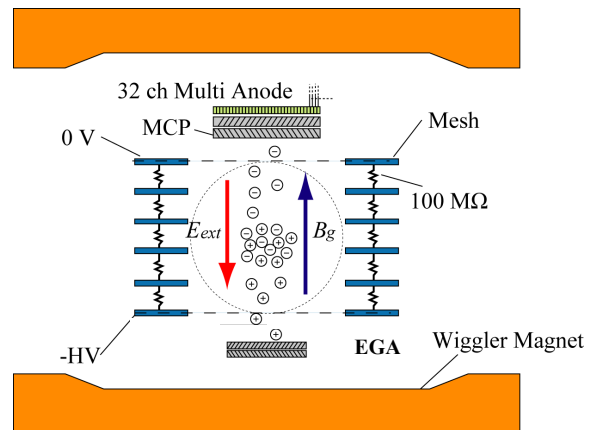 32 ch Multi Anode
MCP
0 V
Mesh
100 MΩ
Eext
Bg
-HV
EGA
Wiggler Magnet